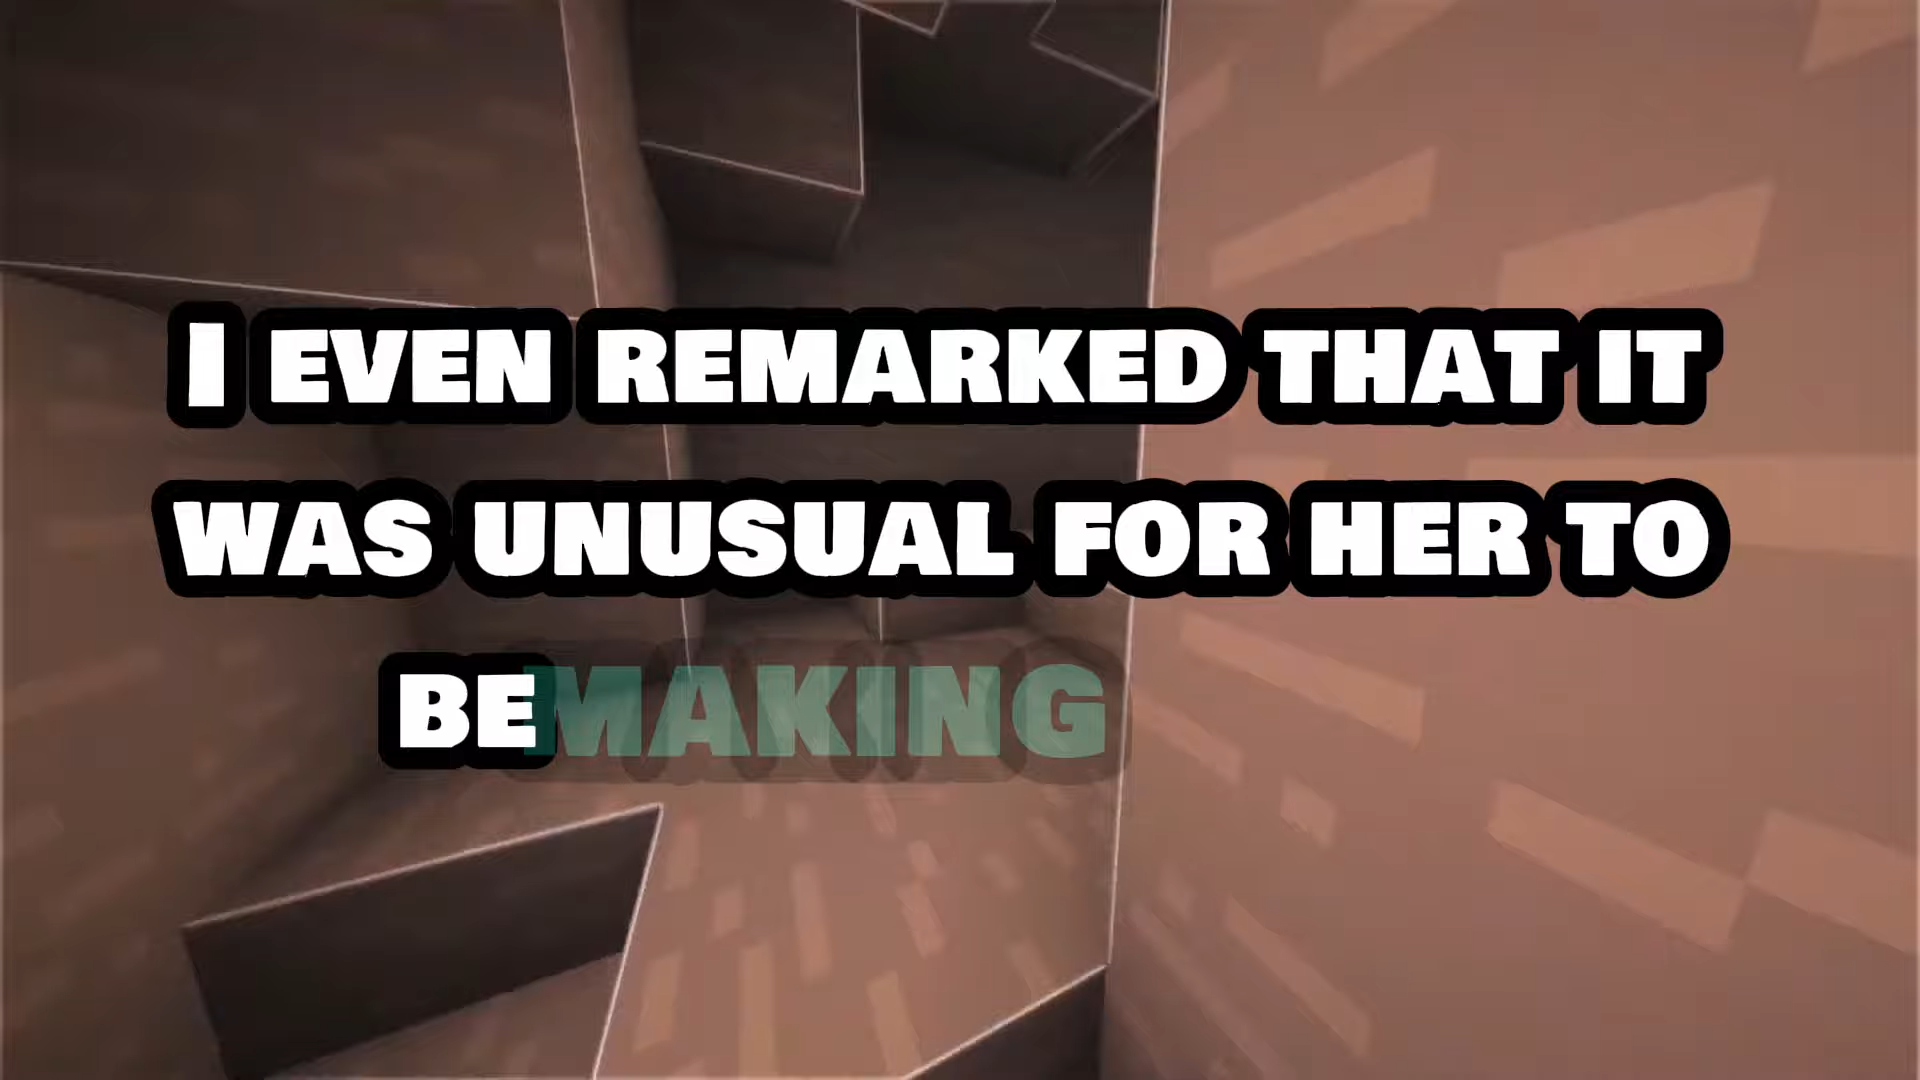 I EVEN REMARKED THAT IT
WAS UNUSUAL FOR HER TO
BE MAKING